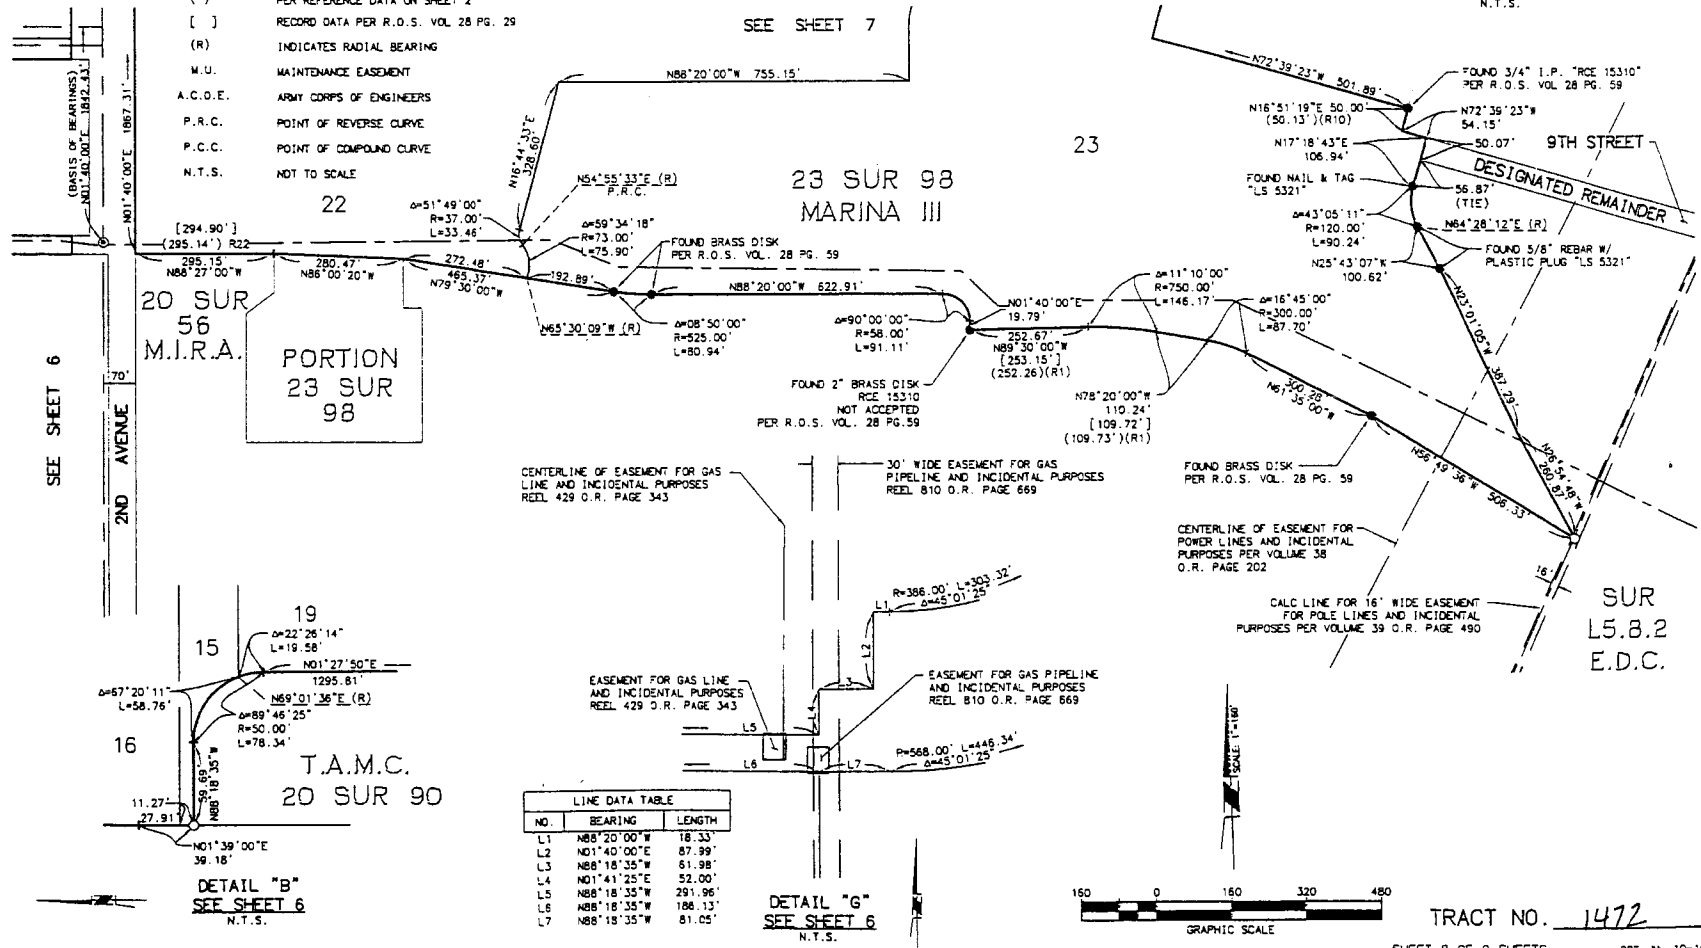 PER REFERENCE DATA ON SHEET 2
[ ] RECORD DATA PER R.O.S. VOL 28 PG. 29
(R) INDICATES RADIAL BEARING
M.U. MAINTENANCE EASEMENT
A.C.O.E. ARMY CORPS OF ENGINEERS
P.R.C. POINT OF REVERSE CURVE
P.C.C. POINT OF COMPOUND CURVE
N.T.S. NOT TO SCALE
SEE SHEET 7
N.T.S.
(BASIS OF BEARINGS)
N01°40'00"E 1842.43'
N01°40'00"E 1867.31'
N88°20'00"W 755.15'
N16°44'33"E
328.60'
N54°55'33"E (R)
P.R.C.
22
23 SUR 98
MARINA III
23
N72°39'23"W 501.89'
FOUND 3/4" I.P. "RCE 15310"
PER R.O.S. VOL 28 PG. 59
N16°51'19"E 50.00'
(50.13')(R10)
N72°39'23"W
54.15'
N17°18'43"E
106.94'
50.07'
9TH STREET
DESIGNATED REMAINDER
FOUND NAIL & TAG
"LS 5321"
56.87'
(TIE)
Δ=43°05'11"
R=120.00'
L=90.24'
N64°28'12"E (R)
FOUND 5/8" REBAR W/
PLASTIC PLUG "LS 5321"
N25°43'07"W
100.62'
[294.90']
(295.14') R22
295.15'
N88°27'00"W
280.47'
N86°00'20"W
Δ=51°49'00"
R=37.00'
L=33.46'
Δ=59°34'18"
R=73.00'
L=75.90'
FOUND BRASS DISK
PER R.O.S. VOL. 28 PG. 59
272.48'
465.37'
N79°30'00"W
192.89'
N65°30'09"W (R)
Δ=08°50'00"
R=525.00'
L=80.94'
N88°20'00"W 622.91'
Δ=90°00'00"
R=58.00'
L=91.11'
N01°40'00"E
19.79'
252.67'
N89°30'00"W
[253.15']
(252.26)(R1)
Δ=11°10'00"
R=750.00'
L=146.17'
Δ=16°45'00"
R=300.00'
L=87.70'
FOUND 2" BRASS DISK
RCE 15310
NOT ACCEPTED
PER R.O.S. VOL. 28 PG.59
N78°20'00"W
110.24'
[109.72']
(109.73')(R1)
300.28'
N61°35'00"W
N23°01'05"W 387.29'
N26°54'48"W
260.87'
N56°49'36"W 506.33'
FOUND BRASS DISK
PER R.O.S. VOL. 28 PG. 59
20 SUR
56
M.I.R.A.
PORTION
23 SUR
98
SEE SHEET 6
70'
2ND AVENUE
CENTERLINE OF EASEMENT FOR GAS
LINE AND INCIDENTAL PURPOSES
REEL 429 O.R. PAGE 343
30' WIDE EASEMENT FOR GAS
PIPELINE AND INCIDENTAL PURPOSES
REEL 810 O.R. PAGE 669
CENTERLINE OF EASEMENT FOR
POWER LINES AND INCIDENTAL
PURPOSES PER VOLUME 38
O.R. PAGE 202
16'
CALC LINE FOR 16' WIDE EASEMENT
FOR POLE LINES AND INCIDENTAL
PURPOSES PER VOLUME 39 O.R. PAGE 490
SUR
L5.8.2
E.D.C.
R=386.00' L=303.32'
Δ=45°01'25"
L1
L2
L3
L4
EASEMENT FOR GAS LINE
AND INCIDENTAL PURPOSES
REEL 429 O.R. PAGE 343
EASEMENT FOR GAS PIPELINE
AND INCIDENTAL PURPOSES
REEL 810 O.R. PAGE 669
L5
L6
L7
R=568.00' L=446.34'
Δ=45°01'25"
19
15
16
Δ=22°26'14"
L=19.58'
N01°27'50"E
1295.81'
Δ=67°20'11"
L=58.76'
N69°01'36"E (R)
Δ=89°46'25"
R=50.00'
L=78.34'
59.69'
N88°18'35"W
T.A.M.C.
20 SUR 90
11.27'
27.91'
N01°39'00"E
39.18'
DETAIL "B"
SEE SHEET 6
N.T.S.
LINE DATA TABLE
NO. BEARING LENGTH
L1 N88°20'00"W 18.33'
L2 N01°40'00"E 87.99'
L3 N88°18'35"W 61.98'
L4 N01°41'25"E 52.00'
L5 N88°18'35"W 291.96'
L6 N88°18'35"W 186.13'
L7 N88°18'35"W 81.05'
DETAIL "G"
SEE SHEET 6
N.T.S.
SCALE: 1"=160'
160 0 160 320 480
GRAPHIC SCALE
TRACT NO. 1472